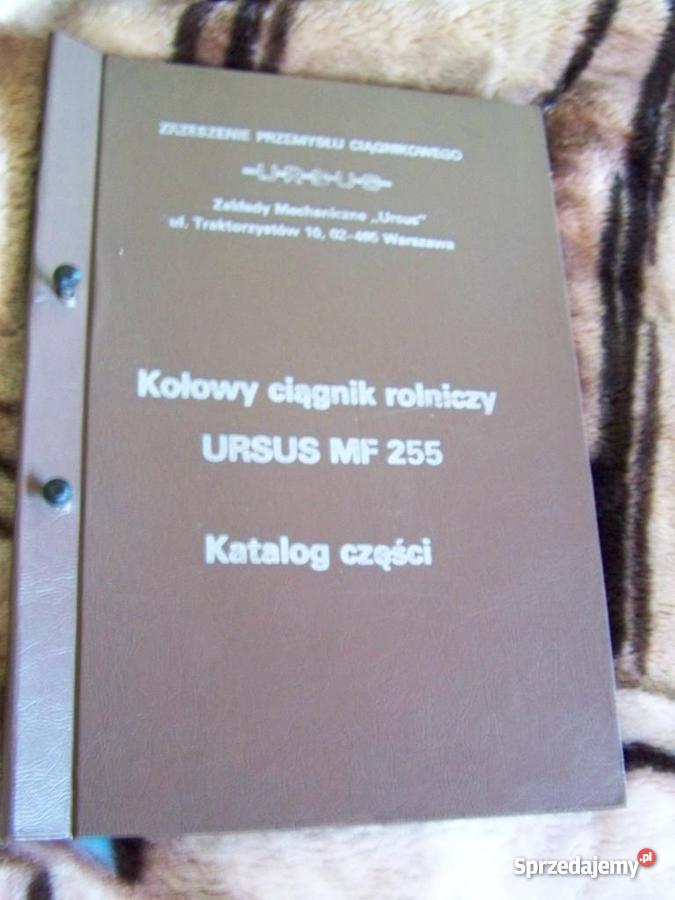 ZRZESZENIE PRZEMYSŁU CIĄGNIKOWEGO
URSUS
Zakłady Mechaniczne „Ursus"
ul. Traktorzystów 10, 02-495 Warszawa
Kołowy ciągnik rolniczy
URSUS MF 255
Katalog części
Sprzedajemy.pl